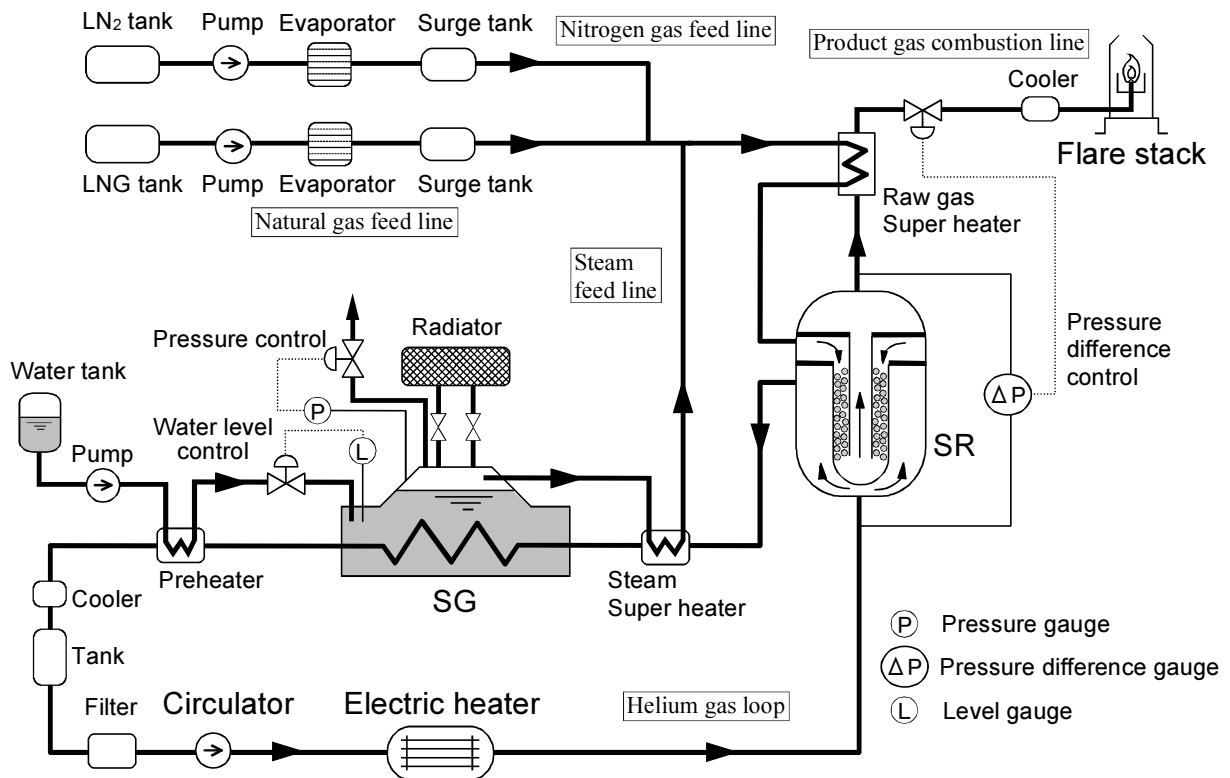 LN₂ tank
Pump
Evaporator
Surge tank
Nitrogen gas feed line
Product gas combustion line
Cooler
Flare stack
LNG tank
Pump
Evaporator
Surge tank
Natural gas feed line
Raw gas
Super heater
Steam
feed line
Pressure control
Radiator
Pressure
difference
control
Water tank
P
Water level
control
L
Pump
ΔP
SR
Preheater
SG
Steam
Super heater
Cooler
Tank
Filter
Circulator
Electric heater
Helium gas loop
P Pressure gauge
ΔP Pressure difference gauge
L Level gauge